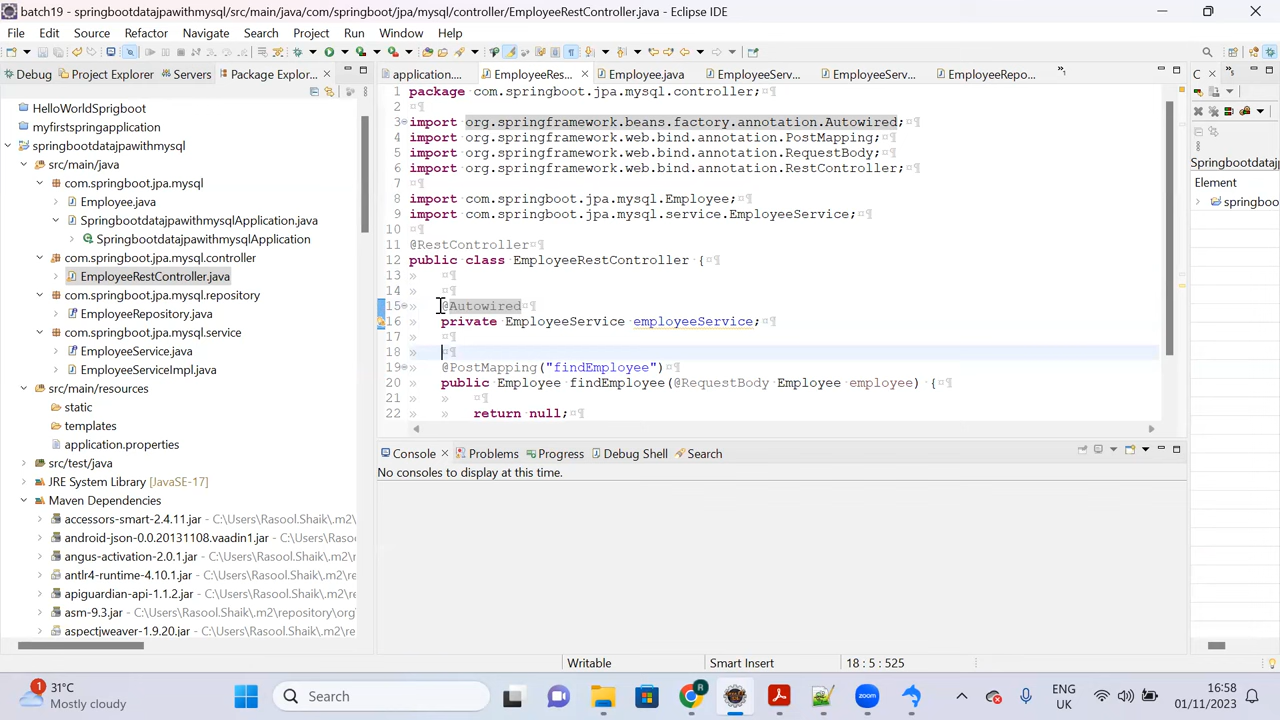 batch19 - springbootdatajpawithmysql/src/main/java/com/springboot/jpa/mysql/controller/EmployeeRestController.java - Eclipse IDE
File Edit Source Refactor Navigate Search Project Run Window Help
Debug Project Explorer Servers Package Explor...
application....
EmployeeRes...
Employee.java
EmployeeServ...
EmployeeServ...
EmployeeRepo...
HelloWorldSprigboot
myfirstspringapplication
springbootdatajpawithmysql
src/main/java
com.springboot.jpa.mysql
Employee.java
SpringbootdatajpawithmysqlApplication.java
SpringbootdatajpawithmysqlApplication
com.springboot.jpa.mysql.controller
EmployeeRestController.java
com.springboot.jpa.mysql.repository
EmployeeRepository.java
com.springboot.jpa.mysql.service
EmployeeService.java
EmployeeServiceImpl.java
src/main/resources
static
templates
application.properties
src/test/java
JRE System Library [JavaSE-17]
Maven Dependencies
accessors-smart-2.4.11.jar - C:\Users\Rasool.Shaik\.m2\re
android-json-0.0.20131108.vaadin1.jar - C:\Users\Rasool.S
angus-activation-2.0.1.jar - C:\Users\Rasool.Shaik\.m2\rep
antlr4-runtime-4.10.1.jar - C:\Users\Rasool.Shaik\.m2\repo
apiguardian-api-1.1.2.jar - C:\Users\Rasool.Shaik\.m2\repo
asm-9.3.jar - C:\Users\Rasool.Shaik\.m2\repository\org
aspectjweaver-1.9.20.jar - C:\Users\Rasool.Shaik\.m2\re
1 package com.springboot.jpa.mysql.controller;
2
3 import org.springframework.beans.factory.annotation.Autowired;
4 import org.springframework.web.bind.annotation.PostMapping;
5 import org.springframework.web.bind.annotation.RequestBody;
6 import org.springframework.web.bind.annotation.RestController;
7
8 import com.springboot.jpa.mysql.Employee;
9 import com.springboot.jpa.mysql.service.EmployeeService;
10
11 @RestController
12 public class EmployeeRestController {
13
14
15 @Autowired
16 private EmployeeService employeeService;
17
18
19 @PostMapping("findEmployee")
20 public Employee findEmployee(@RequestBody Employee employee) {
21
22 return null;
C
Springbootdataj
Element
springboo
Console Problems Progress Debug Shell Search
No consoles to display at this time.
Writable Smart Insert 18 : 5 : 525
1
31°C
Mostly cloudy
Search
R
zoom
ENG
UK
16:58
01/11/2023